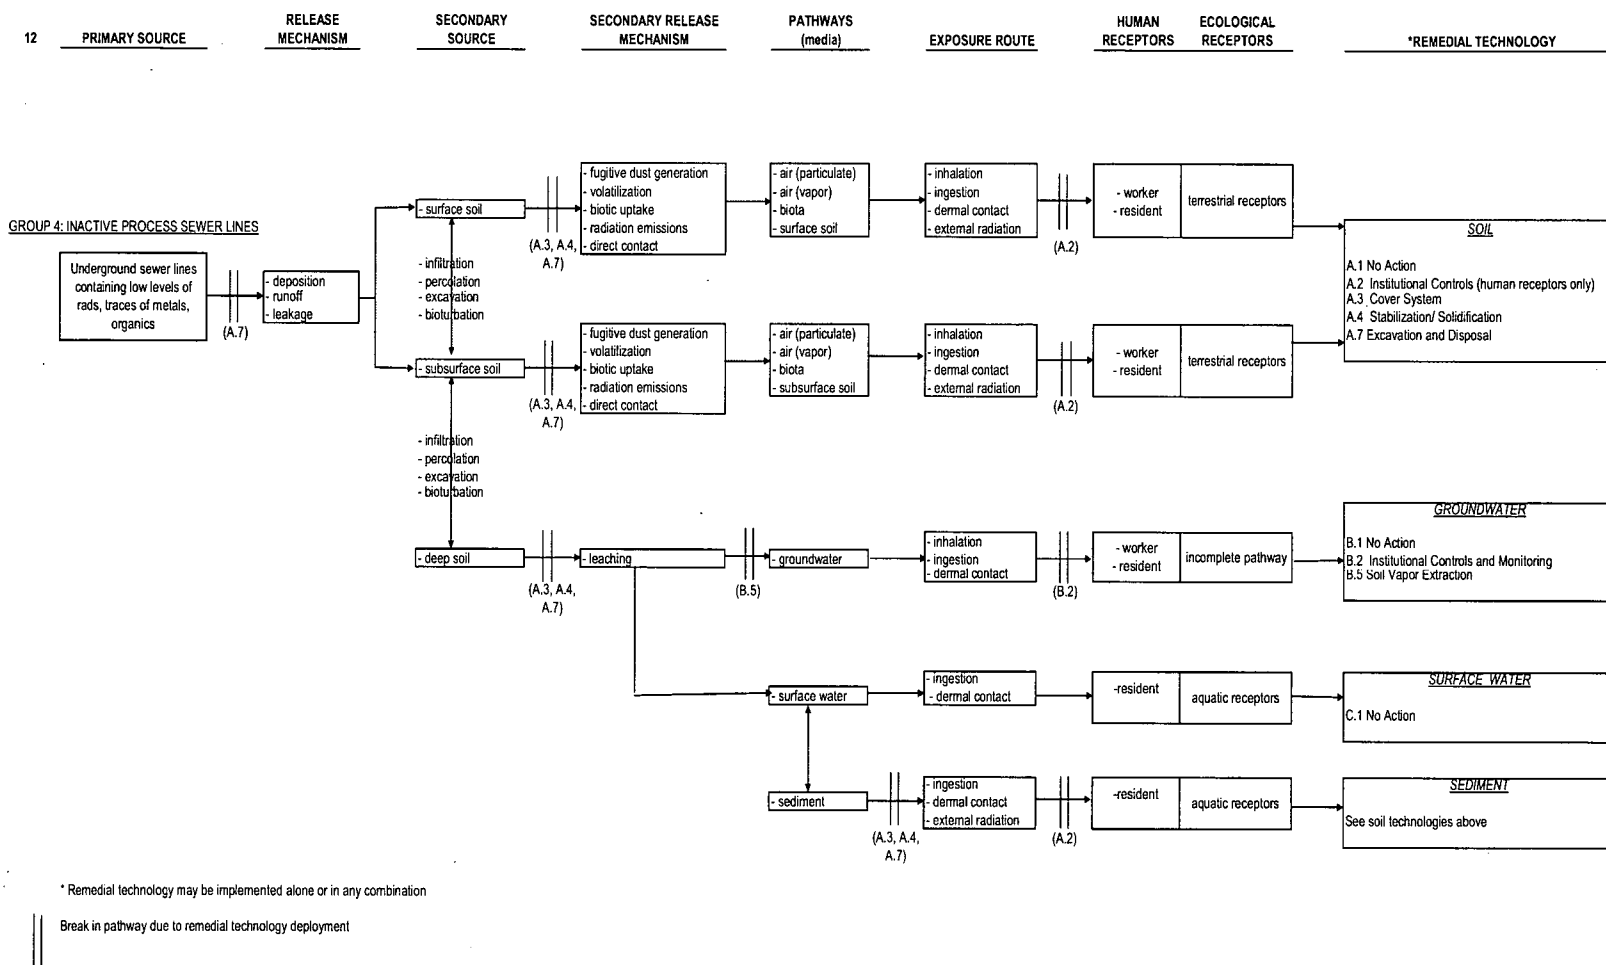 12
PRIMARY SOURCE
RELEASE
MECHANISM
SECONDARY
SOURCE
SECONDARY RELEASE
MECHANISM
PATHWAYS
(media)
EXPOSURE ROUTE
HUMAN
RECEPTORS
ECOLOGICAL
RECEPTORS
*REMEDIAL TECHNOLOGY
GROUP 4: INACTIVE PROCESS SEWER LINES
Underground sewer lines
containing low levels of
rads, traces of metals,
organics
(A.7)
- deposition
- runoff
- leakage
- surface soil
(A.3, A.4,
A.7)
- fugitive dust generation
- volatilization
- biotic uptake
- radiation emissions
- direct contact
- air (particulate)
- air (vapor)
- biota
- surface soil
- inhalation
- ingestion
- dermal contact
- external radiation
(A.2)
- worker
- resident
terrestrial receptors
- infiltration
- percolation
- excavation
- bioturbation
- subsurface soil
(A.3, A.4,
A.7)
- fugitive dust generation
- volatilization
- biotic uptake
- radiation emissions
- direct contact
- air (particulate)
- air (vapor)
- biota
- subsurface soil
- inhalation
- ingestion
- dermal contact
- external radiation
(A.2)
- worker
- resident
terrestrial receptors
SOIL
A.1 No Action
A.2 Institutional Controls (human receptors only)
A.3 Cover System
A.4 Stabilization/ Solidification
A.7 Excavation and Disposal
- infiltration
- percolation
- excavation
- bioturbation
- deep soil
(A.3, A.4,
A.7)
- leaching
(B.5)
- groundwater
- inhalation
- ingestion
- dermal contact
(B.2)
- worker
- resident
incomplete pathway
GROUNDWATER
B.1 No Action
B.2 Institutional Controls and Monitoring
B.5 Soil Vapor Extraction
- surface water
- ingestion
- dermal contact
-resident
aquatic receptors
SURFACE WATER
C.1 No Action
- sediment
(A.3, A.4,
A.7)
- ingestion
- dermal contact
- external radiation
(A.2)
-resident
aquatic receptors
SEDIMENT
See soil technologies above
* Remedial technology may be implemented alone or in any combination
Break in pathway due to remedial technology deployment